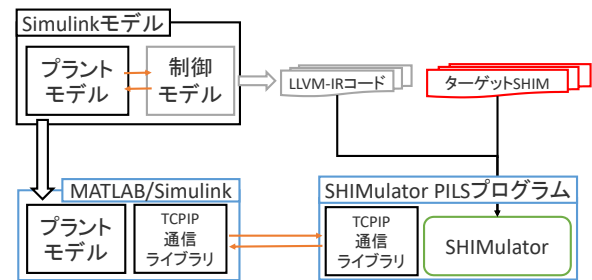 Simulinkモデル
プラント
モデル
制御
モデル
LLVM-IRコード
ターゲットSHIM
MATLAB/Simulink
プラント
モデル
TCPIP
通信
ライブラリ
SHIMulator PILSプログラム
TCPIP
通信
ライブラリ
SHIMulator